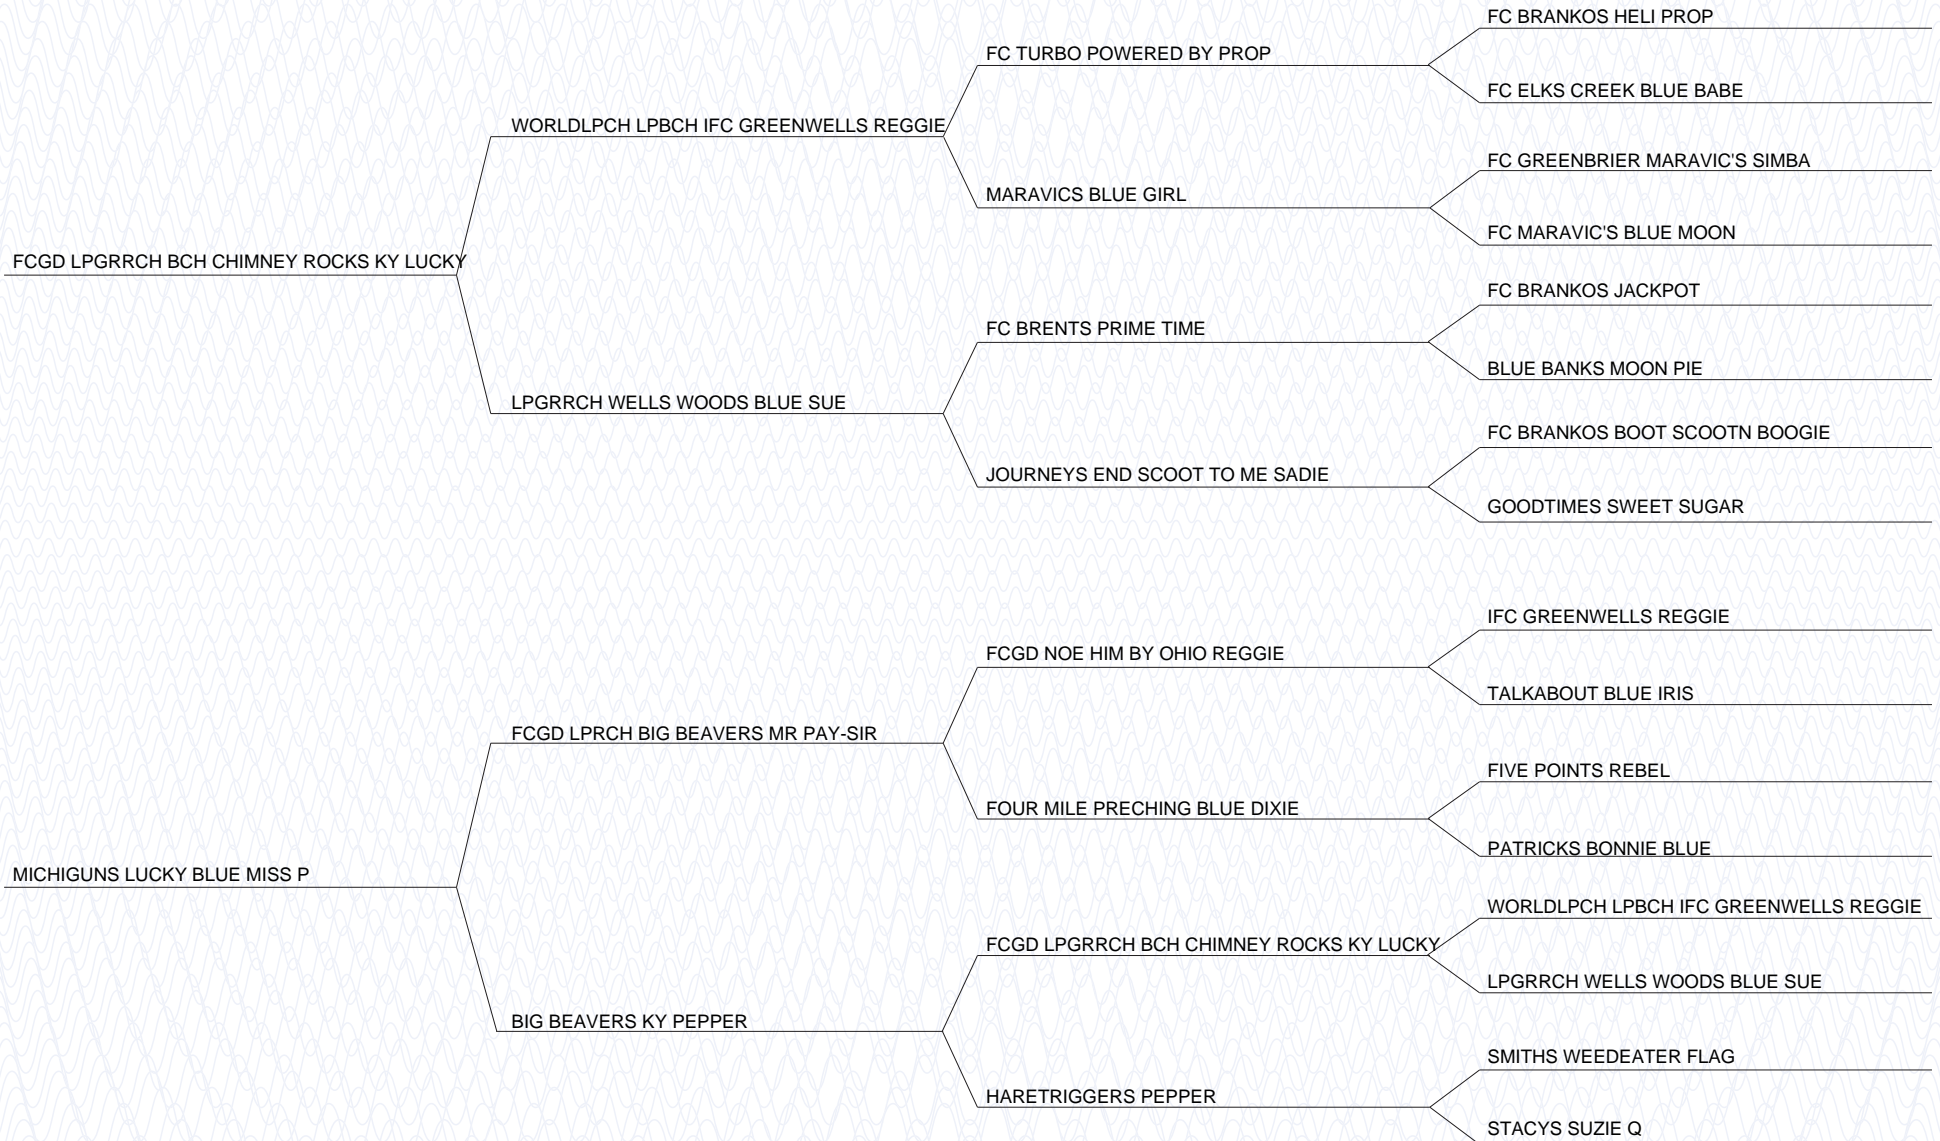 FC BRANKOS HELI PROP
FC TURBO POWERED BY PROP
FC ELKS CREEK BLUE BABE
WORLDLPCH LPBCH IFC GREENWELLS REGGIE
FC GREENBRIER MARAVIC'S SIMBA
MARAVICS BLUE GIRL
FC MARAVIC'S BLUE MOON
FCGD LPGRRCH BCH CHIMNEY ROCKS KY LUCKY
FC BRANKOS JACKPOT
FC BRENTS PRIME TIME
BLUE BANKS MOON PIE
LPGRRCH WELLS WOODS BLUE SUE
FC BRANKOS BOOT SCOOTN BOOGIE
JOURNEYS END SCOOT TO ME SADIE
GOODTIMES SWEET SUGAR
IFC GREENWELLS REGGIE
FCGD NOE HIM BY OHIO REGGIE
TALKABOUT BLUE IRIS
FCGD LPRCH BIG BEAVERS MR PAY-SIR
FIVE POINTS REBEL
FOUR MILE PRECHING BLUE DIXIE
PATRICKS BONNIE BLUE
MICHIGUNS LUCKY BLUE MISS P
WORLDLPCH LPBCH IFC GREENWELLS REGGIE
FCGD LPGRRCH BCH CHIMNEY ROCKS KY LUCKY
LPGRRCH WELLS WOODS BLUE SUE
BIG BEAVERS KY PEPPER
SMITHS WEEDEATER FLAG
HARETRIGGERS PEPPER
STACYS SUZIE Q